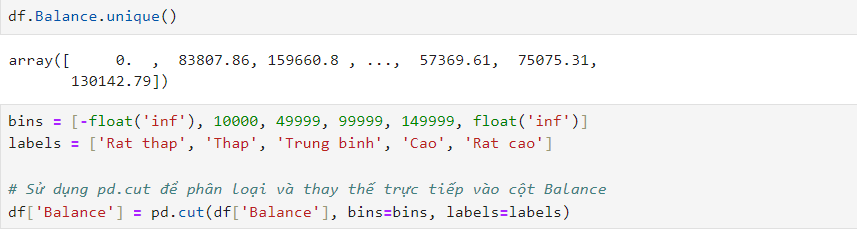 df.Balance.unique()
array([     0.  ,  83807.86, 159660.8 , ...,  57369.61,  75075.31,
       130142.79])
bins = [-float('inf'), 10000, 49999, 99999, 149999, float('inf')]
labels = ['Rat thap', 'Thap', 'Trung binh', 'Cao', 'Rat cao']
# Sử dụng pd.cut để phân loại và thay thế trực tiếp vào cột Balance
df['Balance'] = pd.cut(df['Balance'], bins=bins, labels=labels)